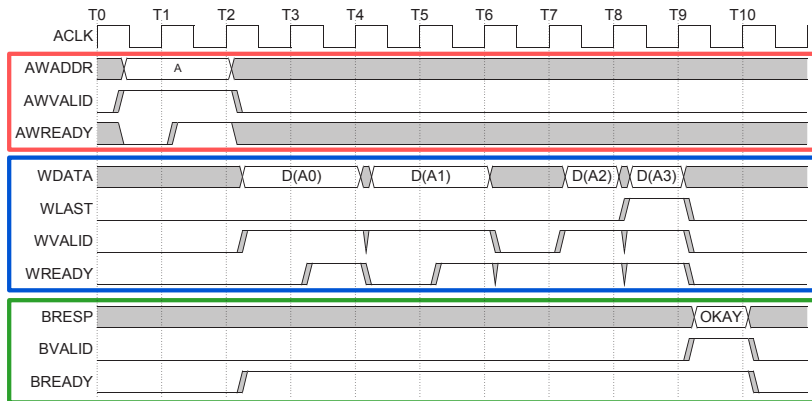 T0 T1 T2 T3 T4 T5 T6 T7 T8 T9 T10
ACLK
AWADDR A
AWVALID
AWREADY
WDATA D(A0) D(A1) D(A2) D(A3)
WLAST
WVALID
WREADY
BRESP OKAY
BVALID
BREADY